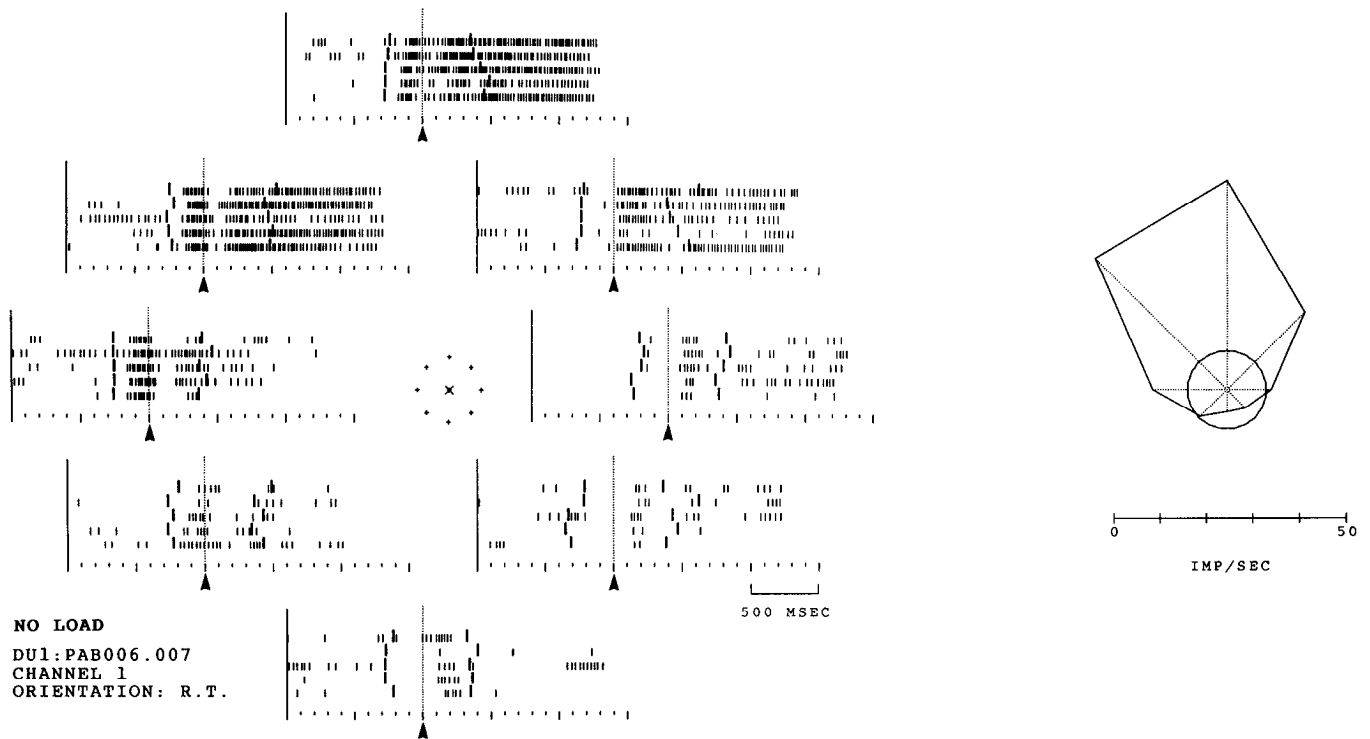 500 MSEC
NO LOAD
DU1:PAB006.007
CHANNEL 1
ORIENTATION: R.T.
0 50
IMP/SEC